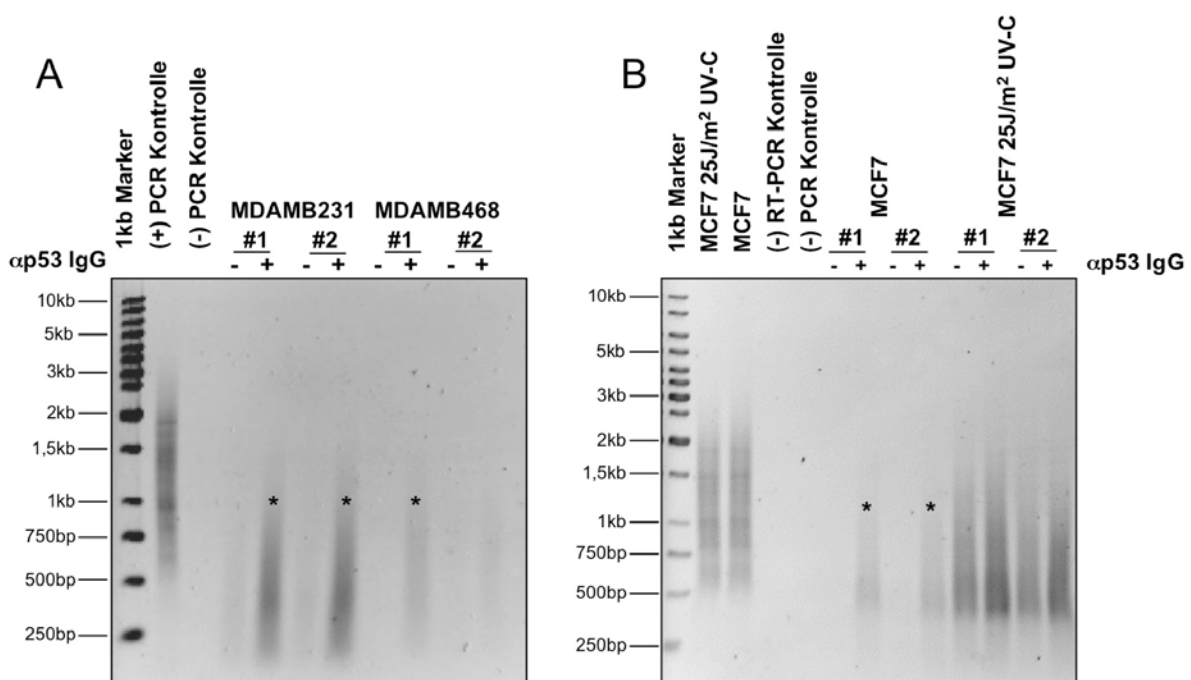 A
1kb Marker
(+) PCR Kontrolle
(-) PCR Kontrolle
MDAMB231 MDAMB468
#1 #2 #1 #2
αp53 IgG - + - + - + - +
10kb
5kb
3kb
2kb
1,5kb
1kb
750bp
500bp
250bp
* * *
B
1kb Marker
MCF7 25J/m² UV-C
MCF7
(-) RT-PCR Kontrolle
(-) PCR Kontrolle
MCF7
MCF7 25J/m² UV-C
#1 #2 #1 #2
- + - + - + - + αp53 IgG
10kb
5kb
3kb
2kb
1,5kb
1kb
750bp
500bp
250bp
* *